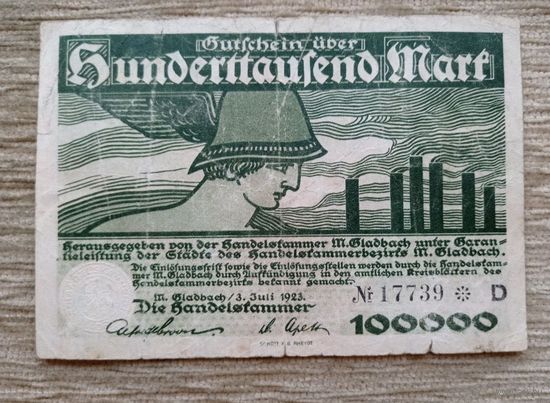 Gutschein über
Hunderttausend Mark
Herausgegeben von der Handelskammer M. Gladbach unter Garan-
tieleistung der Städte des Handelskammerbezirks M. Gladbach.
Die Einlösungsfrist sowie die Einlösungsstellen werden durch die Handelskam-
mer M. Gladbach durch Aufkündigung in den amtlichen Kreisblättern des
Handelskammerbezirks bekannt gemacht.
M. Gladbach / 3. Juli 1923.
Die Handelskammer
№ 17739 * D
100000